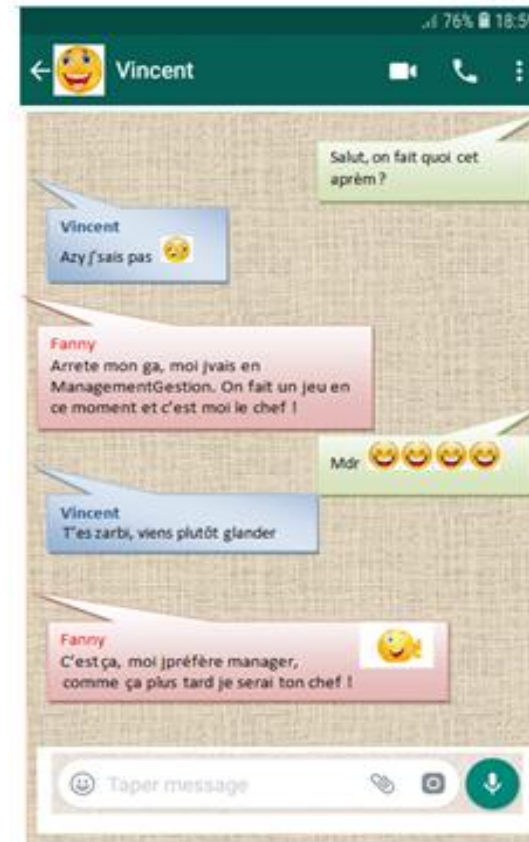 76% 18:5
Vincent
Salut, on fait quoi cet
aprèm ?
Vincent
Azy j'sais pas
Fanny
Arrete mon ga, moi jvais en
ManagementGestion. On fait un jeu en
ce moment et c'est moi le chef !
Mdr
Vincent
T'es zarbi, viens plutôt glander
Fanny
C'est ça, moi jpréfère manager,
comme ça plus tard je serai ton chef !
Taper message